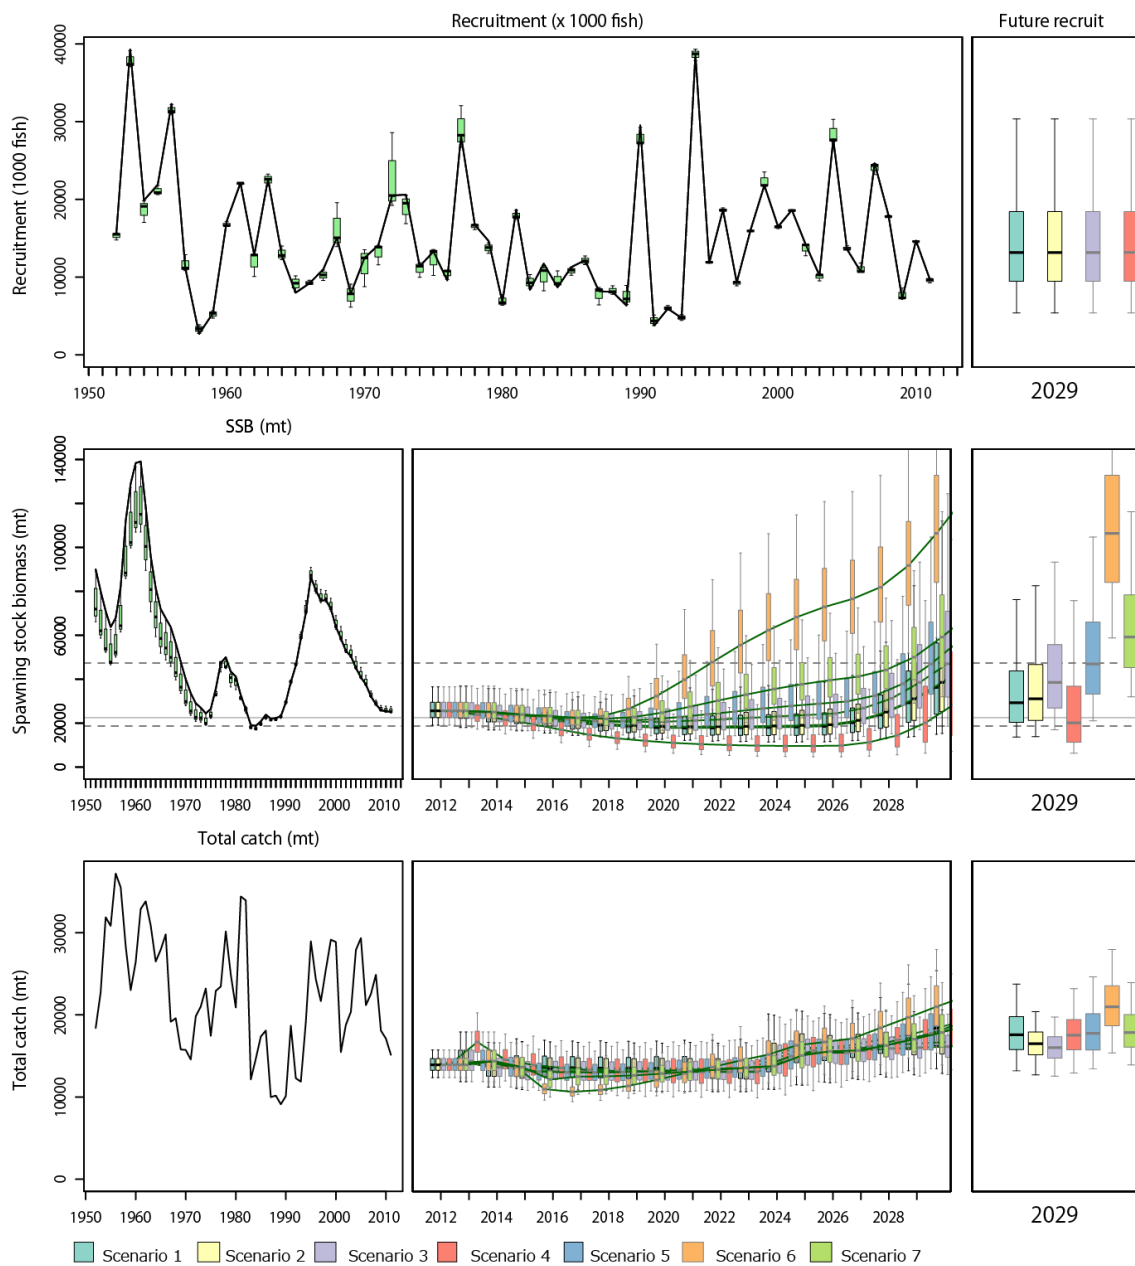 Recruitment (x 1000 fish)
Future recruit
Recruitment (1000 fish)
40000
30000
20000
10000
0
1950 1960 1970 1980 1990 2000 2010
2029
SSB (mt)
Spawning stock biomass (mt)
140000
100000
60000
20000
0
1950 1960 1970 1980 1990 2000 2010
2012 2014 2016 2018 2020 2022 2024 2026 2028
2029
Total catch (mt)
Total catch (mt)
30000
20000
10000
0
1950 1960 1970 1980 1990 2000 2010
2012 2014 2016 2018 2020 2022 2024 2026 2028
2029
Scenario 1 Scenario 2 Scenario 3 Scenario 4 Scenario 5 Scenario 6 Scenario 7